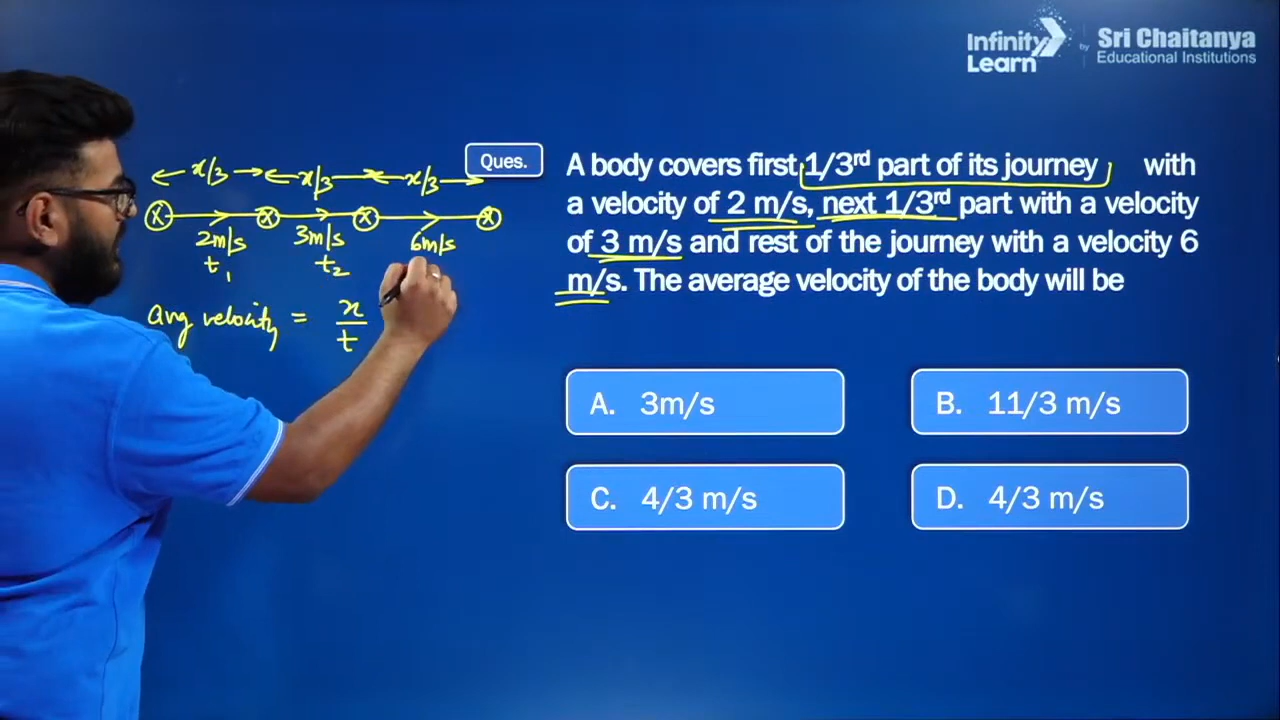 Infinity
Learn
by
Sri Chaitanya
Educational Institutions
x/3 x/3 x/3
2m/s 3m/s 6m/s
t₁ t₂
avg velocity = x/t
Ques.
A body covers first 1/3rd part of its journey with
a velocity of 2 m/s, next 1/3rd part with a velocity
of 3 m/s and rest of the journey with a velocity 6
m/s. The average velocity of the body will be
A. 3m/s
B. 11/3 m/s
C. 4/3 m/s
D. 4/3 m/s